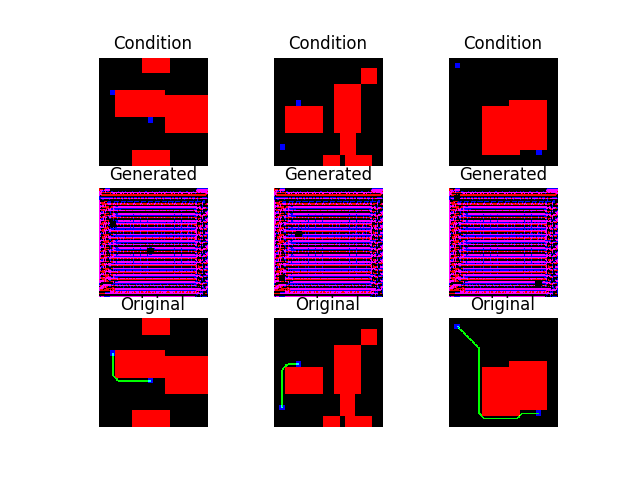 Condition Condition Condition
Generated Generated Generated
Original Original Original